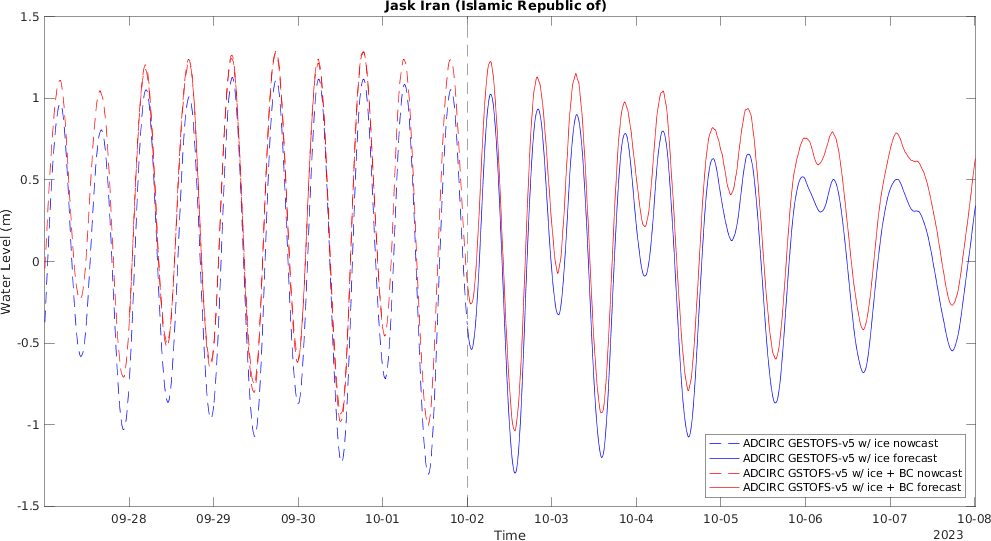 Jask Iran (Islamic Republic of)
1.5
1
0.5
0
-0.5
-1
-1.5
Water Level (m)
ADCIRC GESTOFS-v5 w/ ice nowcast
ADCIRC GESTOFS-v5 w/ ice forecast
ADCIRC GSTOFS-v5 w/ ice + BC nowcast
ADCIRC GSTOFS-v5 w/ ice + BC forecast
09-28 09-29 09-30 10-01 10-02 10-03 10-04 10-05 10-06 10-07 10-08
Time
2023